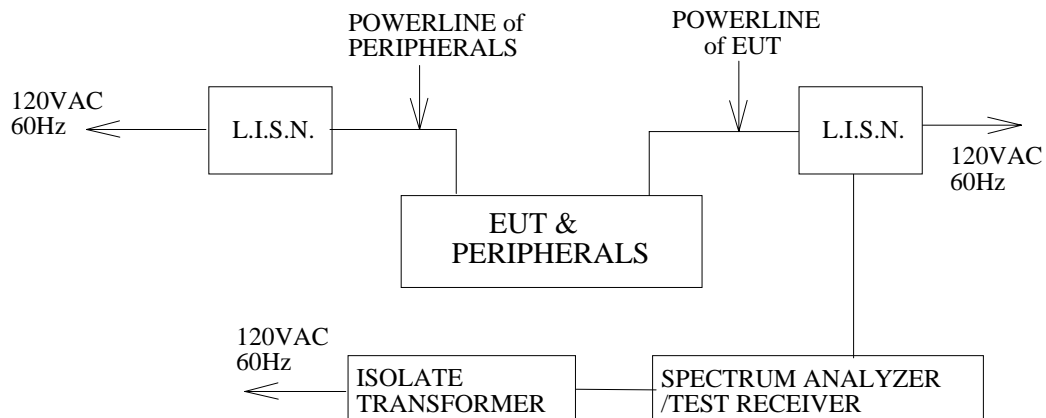 POWERLINE of
PERIPHERALS
POWERLINE
of EUT
120VAC
60Hz
L.I.S.N.
L.I.S.N.
120VAC
60Hz
EUT &
PERIPHERALS
120VAC
60Hz
ISOLATE
TRANSFORMER
SPECTRUM ANALYZER
/TEST RECEIVER